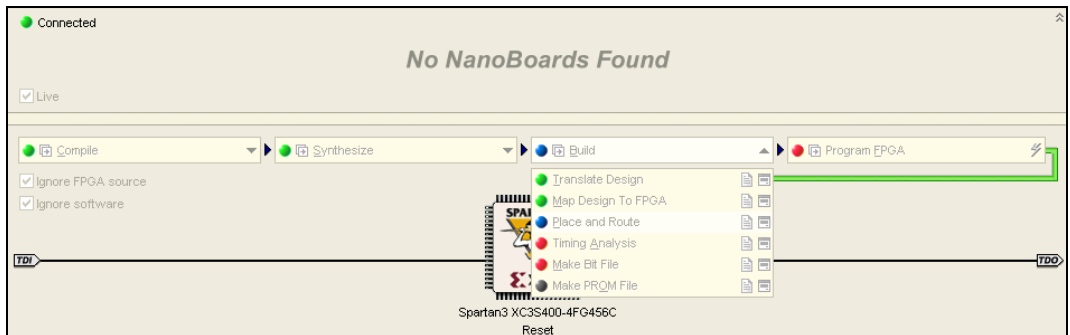 Connected
No NanoBoards Found
Live
Compile
Synthesize
Build
Program FPGA
Ignore FPGA source
Ignore software
Translate Design
Map Design To FPGA
Place and Route
Timing Analysis
Make Bit File
Make PROM File
SPA
TDI
TDO
Spartan3 XC3S400-4FG456C
Reset